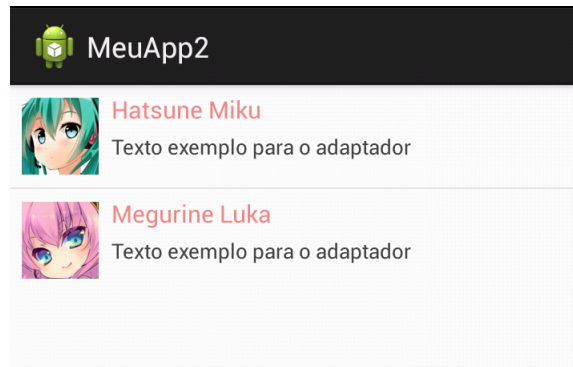 MeuApp2
Hatsune Miku
Texto exemplo para o adaptador
Megurine Luka
Texto exemplo para o adaptador